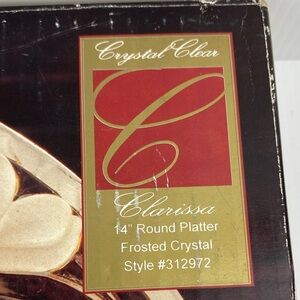 Crystal Clear
C
Clarissa
14" Round Platter
Frosted Crystal
Style #312972